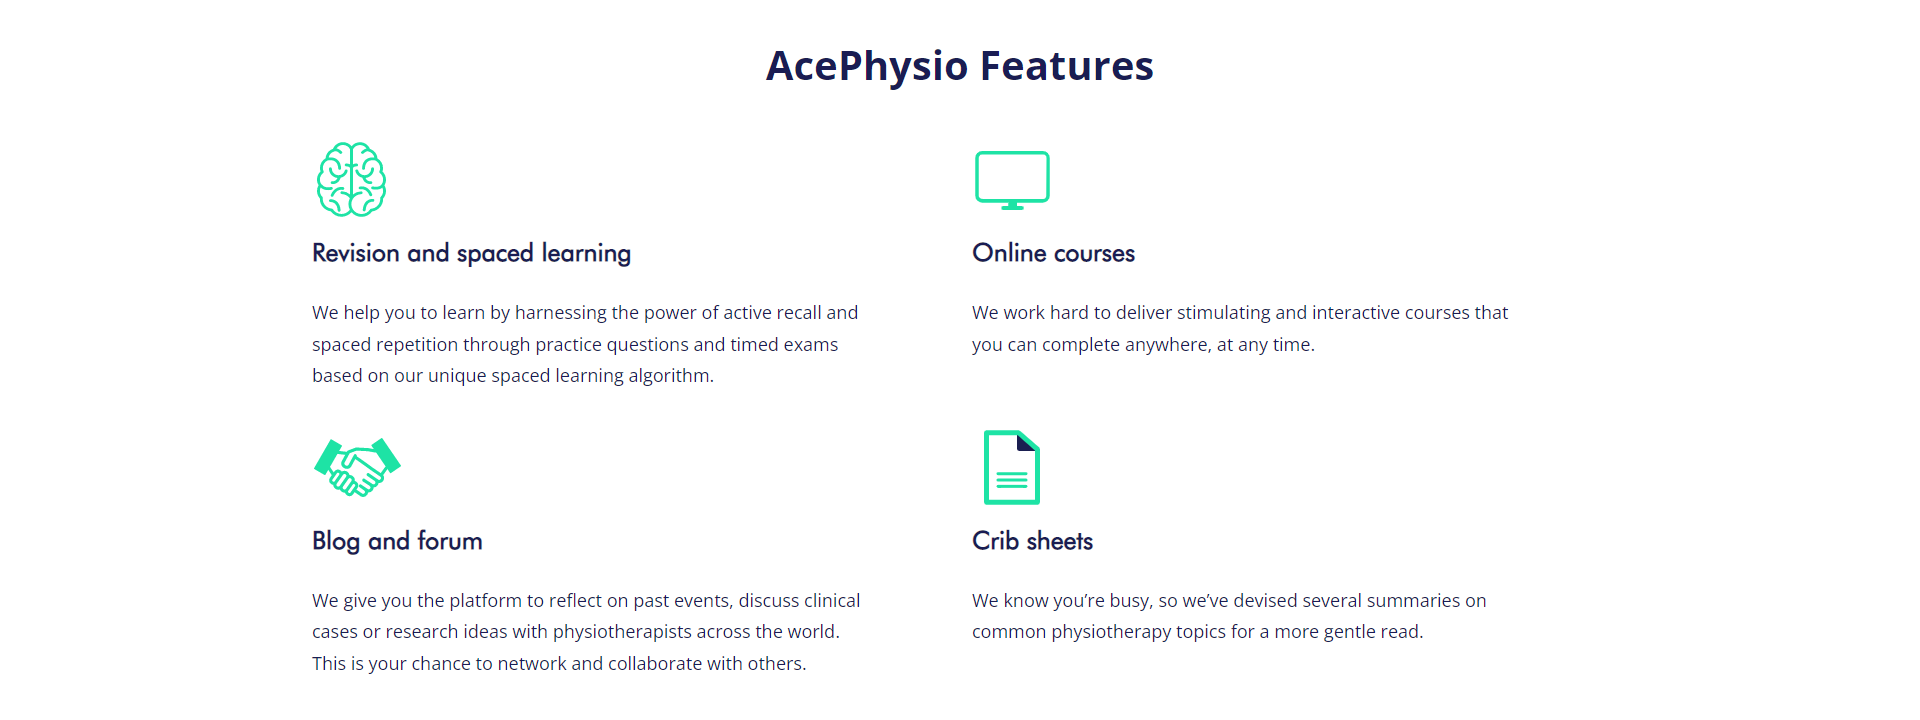 AcePhysio Features
Revision and spaced learning
We help you to learn by harnessing the power of active recall and
spaced repetition through practice questions and timed exams
based on our unique spaced learning algorithm.
Online courses
We work hard to deliver stimulating and interactive courses that
you can complete anywhere, at any time.
Blog and forum
We give you the platform to reflect on past events, discuss clinical
cases or research ideas with physiotherapists across the world.
This is your chance to network and collaborate with others.
Crib sheets
We know you’re busy, so we’ve devised several summaries on
common physiotherapy topics for a more gentle read.